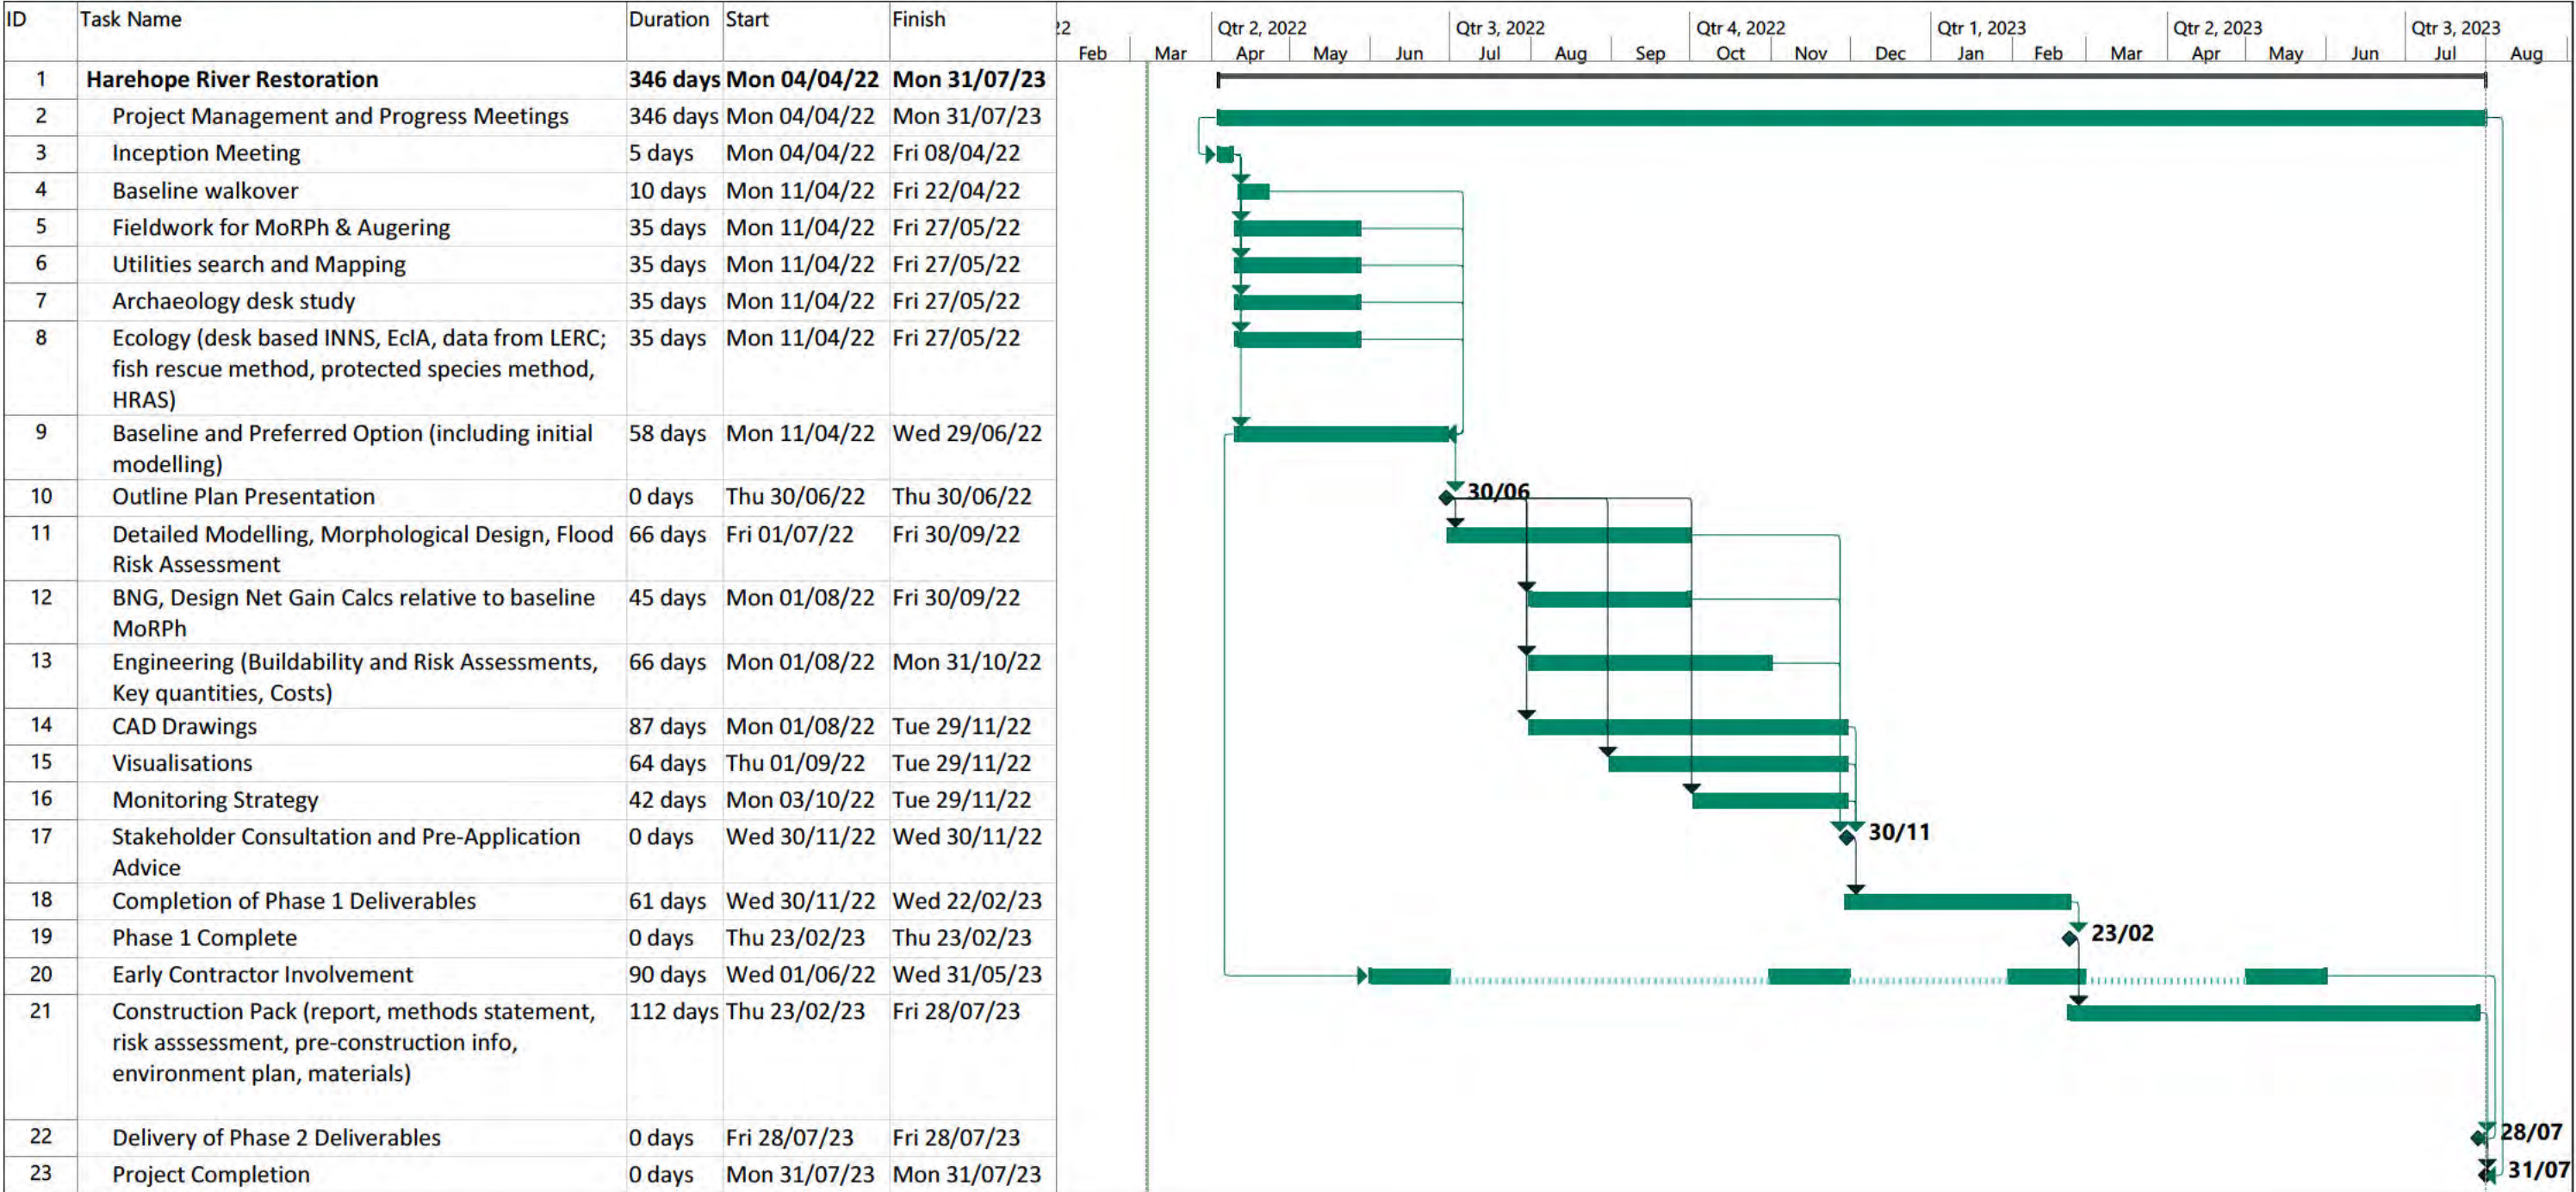 ID Task Name Duration Start Finish
22 Qtr 2, 2022 Qtr 3, 2022 Qtr 4, 2022 Qtr 1, 2023 Qtr 2, 2023 Qtr 3, 2023
Feb Mar Apr May Jun Jul Aug Sep Oct Nov Dec Jan Feb Mar Apr May Jun Jul Aug
1 Harehope River Restoration 346 days Mon 04/04/22 Mon 31/07/23
2 Project Management and Progress Meetings 346 days Mon 04/04/22 Mon 31/07/23
3 Inception Meeting 5 days Mon 04/04/22 Fri 08/04/22
4 Baseline walkover 10 days Mon 11/04/22 Fri 22/04/22
5 Fieldwork for MoRPh & Augering 35 days Mon 11/04/22 Fri 27/05/22
6 Utilities search and Mapping 35 days Mon 11/04/22 Fri 27/05/22
7 Archaeology desk study 35 days Mon 11/04/22 Fri 27/05/22
8 Ecology (desk based INNS, EcIA, data from LERC; 35 days Mon 11/04/22 Fri 27/05/22
fish rescue method, protected species method,
HRAS)
9 Baseline and Preferred Option (including initial 58 days Mon 11/04/22 Wed 29/06/22
modelling)
10 Outline Plan Presentation 0 days Thu 30/06/22 Thu 30/06/22 30/06
11 Detailed Modelling, Morphological Design, Flood 66 days Fri 01/07/22 Fri 30/09/22
Risk Assessment
12 BNG, Design Net Gain Calcs relative to baseline 45 days Mon 01/08/22 Fri 30/09/22
MoRPh
13 Engineering (Buildability and Risk Assessments, 66 days Mon 01/08/22 Mon 31/10/22
Key quantities, Costs)
14 CAD Drawings 87 days Mon 01/08/22 Tue 29/11/22
15 Visualisations 64 days Thu 01/09/22 Tue 29/11/22
16 Monitoring Strategy 42 days Mon 03/10/22 Tue 29/11/22
17 Stakeholder Consultation and Pre-Application 0 days Wed 30/11/22 Wed 30/11/22 30/11
Advice
18 Completion of Phase 1 Deliverables 61 days Wed 30/11/22 Wed 22/02/23
19 Phase 1 Complete 0 days Thu 23/02/23 Thu 23/02/23 23/02
20 Early Contractor Involvement 90 days Wed 01/06/22 Wed 31/05/23
21 Construction Pack (report, methods statement, 112 days Thu 23/02/23 Fri 28/07/23
risk asssessment, pre-construction info,
environment plan, materials)
22 Delivery of Phase 2 Deliverables 0 days Fri 28/07/23 Fri 28/07/23 28/07
23 Project Completion 0 days Mon 31/07/23 Mon 31/07/23 31/07